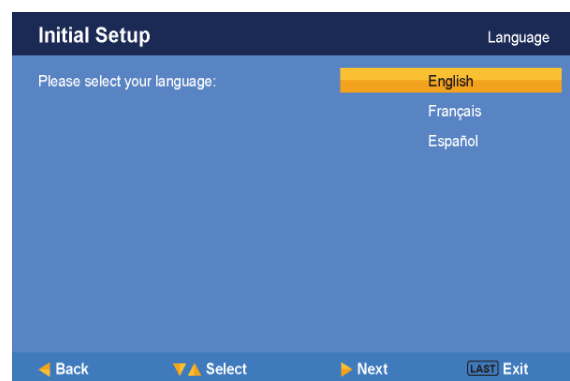 Initial Setup Language
Please select your language: English
Français
Español
Back Select Next LAST Exit